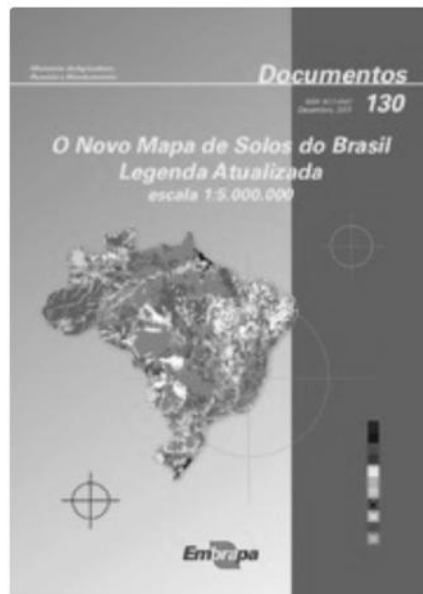 Documentos
130
O Novo Mapa de Solos do Brasil
Legenda Atualizada
escala 1:5.000.000
Embrapa